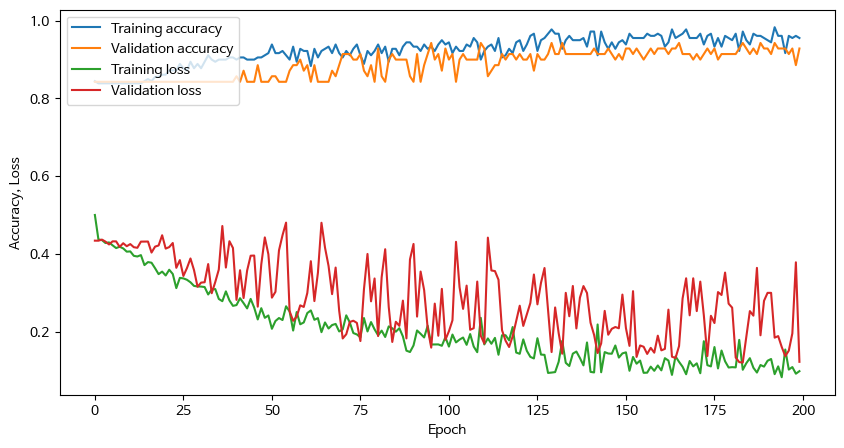 1.0
0.8
0.6
0.4
0.2
Accuracy, Loss
Training accuracy
Validation accuracy
Training loss
Validation loss
0 25 50 75 100 125 150 175 200
Epoch